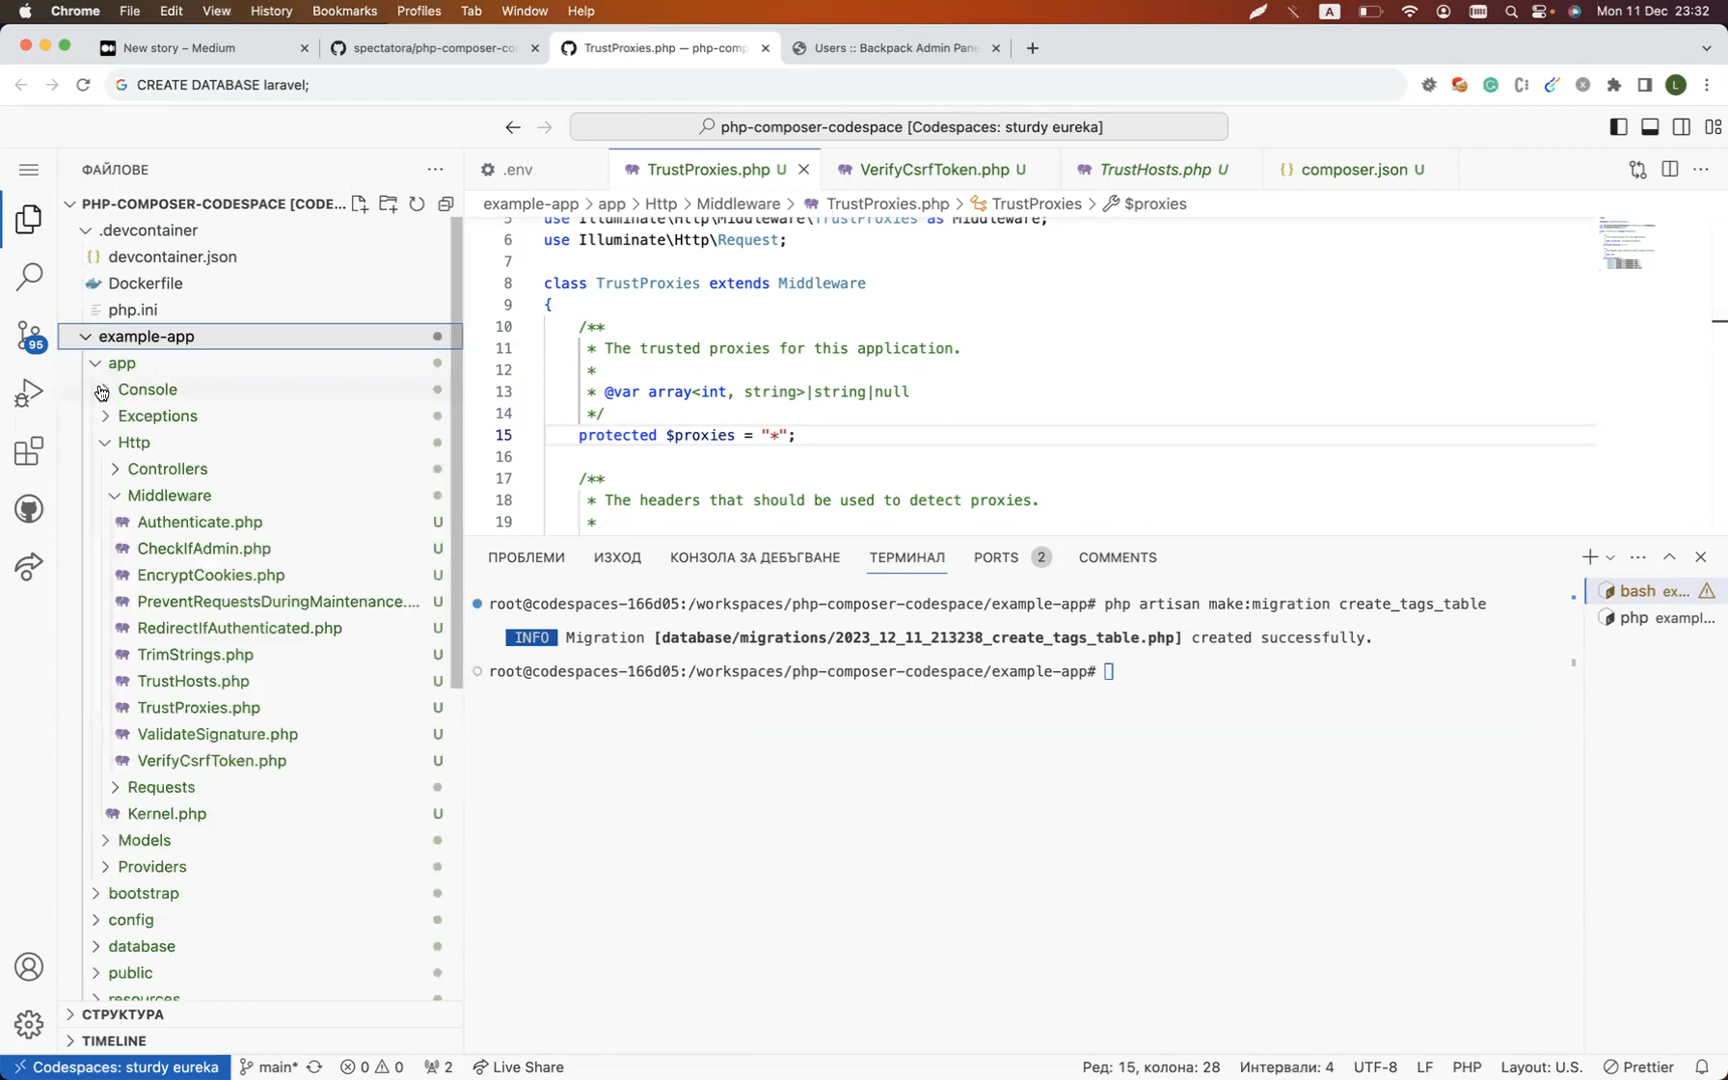 Chrome File Edit View History Bookmarks Profiles Tab Window Help A Mon 11 Dec 23:32
New story – Medium spectatora/php-composer-co TrustProxies.php — php-comp Users :: Backpack Admin Pane
CREATE DATABASE laravel; L
php-composer-codespace [Codespaces: sturdy eureka]
ФАЙЛОВЕ
.env TrustProxies.php U VerifyCsrfToken.php U TrustHosts.php U composer.json U
PHP-COMPOSER-CODESPACE [CODE...
example-app app Http Middleware TrustProxies.php TrustProxies $proxies
.devcontainer
devcontainer.json
Dockerfile
php.ini
example-app
app
Console
Exceptions
Http
Controllers
Middleware
Authenticate.php U
CheckIfAdmin.php U
EncryptCookies.php U
PreventRequestsDuringMaintenance.... U
RedirectIfAuthenticated.php U
TrimStrings.php U
TrustHosts.php U
TrustProxies.php U
ValidateSignature.php U
VerifyCsrfToken.php U
Requests
Kernel.php U
Models
Providers
bootstrap
config
database
public
resources
СТРУКТУРА
TIMELINE
95
5 use Illuminate\Http\Middleware\TrustProxies as Middleware;
6 use Illuminate\Http\Request;
7
8 class TrustProxies extends Middleware
9 {
10 /**
11 * The trusted proxies for this application.
12 *
13 * @var array<int, string>|string|null
14 */
15 protected $proxies = "*";
16
17 /**
18 * The headers that should be used to detect proxies.
19 *
ПРОБЛЕМИ ИЗХОД КОНЗОЛА ЗА ДЕБЪГВАНЕ ТЕРМИНАЛ PORTS 2 COMMENTS
root@codespaces-166d05:/workspaces/php-composer-codespace/example-app# php artisan make:migration create_tags_table
INFO Migration [database/migrations/2023_12_11_213238_create_tags_table.php] created successfully.
root@codespaces-166d05:/workspaces/php-composer-codespace/example-app#
bash ex...
php exampl...
Codespaces: sturdy eureka main* 0 0 2 Live Share Ред: 15, колона: 28 Интервали: 4 UTF-8 LF PHP Layout: U.S. Prettier